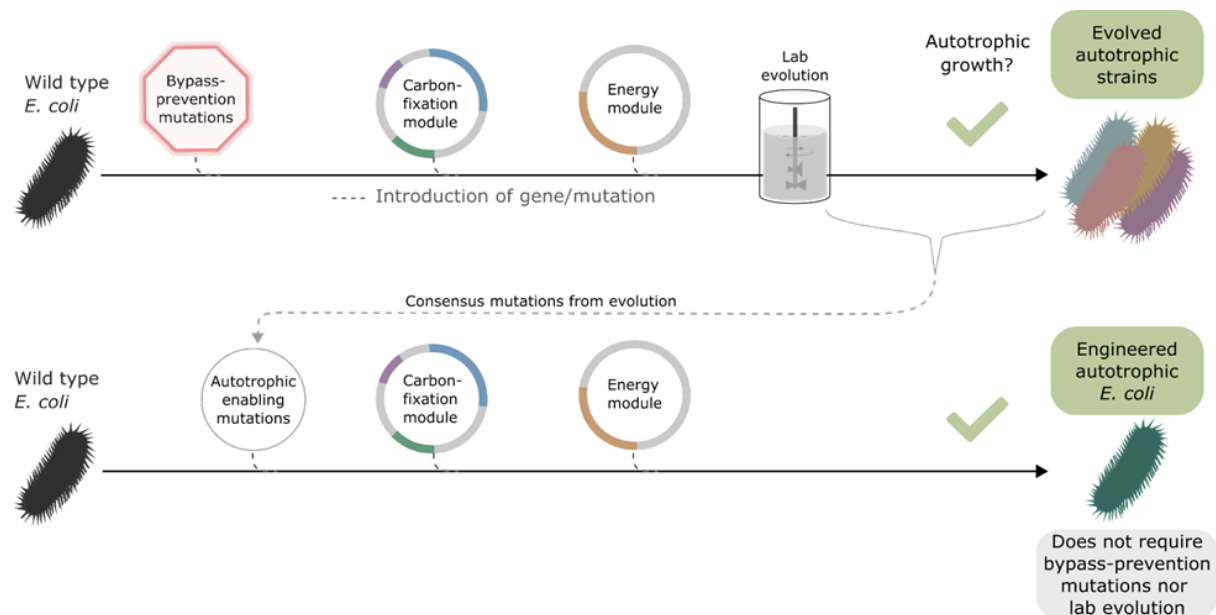 Wild type
E. coli
Bypass-
prevention
mutations
Carbon-
fixation
module
Energy
module
Lab
evolution
Autotrophic
growth?
Evolved
autotrophic
strains
---- Introduction of gene/mutation
Consensus mutations from evolution
Wild type
E. coli
Autotrophic
enabling
mutations
Carbon-
fixation
module
Energy
module
Engineered
autotrophic
E. coli
Does not require
bypass-prevention
mutations nor
lab evolution